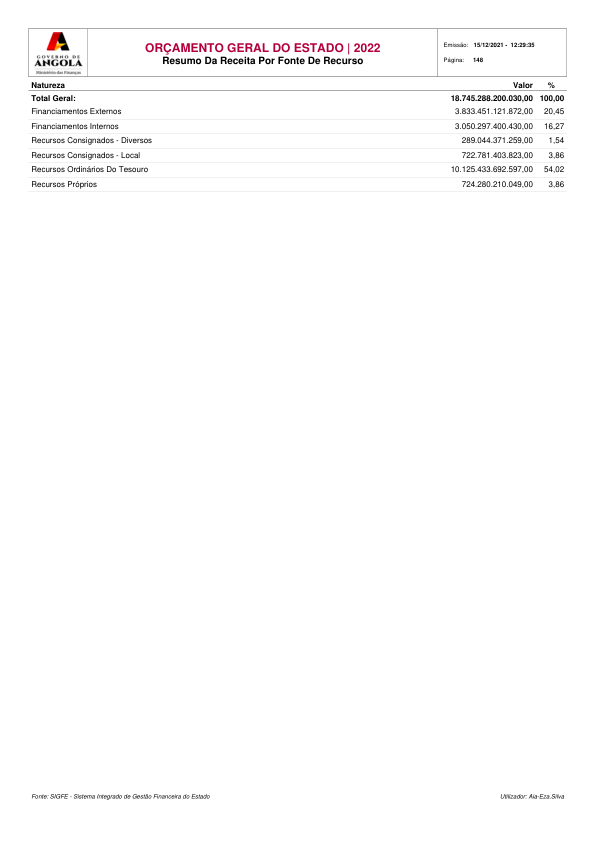 GOVERNO DE
ANGOLA
Ministério das Finanças
ORÇAMENTO GERAL DO ESTADO | 2022
Resumo Da Receita Por Fonte De Recurso
Emissão: 15/12/2021 - 12:29:35
Página: 148
Natureza Valor %
Total Geral: 18.745.288.200.030,00 100,00
Financiamentos Externos 3.833.451.121.872,00 20,45
Financiamentos Internos 3.050.297.400.430,00 16,27
Recursos Consignados - Diversos 289.044.371.259,00 1,54
Recursos Consignados - Local 722.781.403.823,00 3,86
Recursos Ordinários Do Tesouro 10.125.433.692.597,00 54,02
Recursos Próprios 724.280.210.049,00 3,86
Fonte: SIGFE - Sistema Integrado de Gestão Financeira do Estado Utilizador: Aia-Eza.Silva